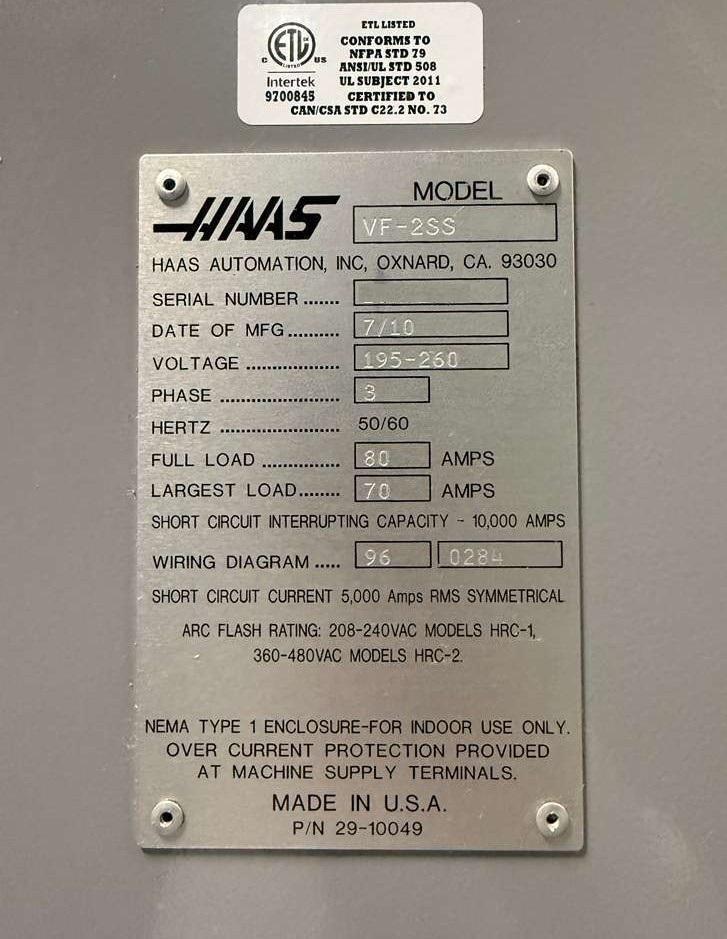 ETL LISTED
CONFORMS TO
NFPA STD 79
ANSI/UL STD 508
UL SUBJECT 2011
CERTIFIED TO
CAN/CSA STD C22.2 NO. 73
C ETL US
LISTED
Intertek
9700845
HAAS
MODEL
VF-2SS
HAAS AUTOMATION, INC, OXNARD, CA. 93030
SERIAL NUMBER .......
DATE OF MFG.......... 7/10
VOLTAGE .................. 195-260
PHASE ....................... 3
HERTZ ....................... 50/60
FULL LOAD ............... 80 AMPS
LARGEST LOAD........ 70 AMPS
SHORT CIRCUIT INTERRUPTING CAPACITY - 10,000 AMPS
WIRING DIAGRAM ..... 96 0284
SHORT CIRCUIT CURRENT 5,000 Amps RMS SYMMETRICAL
ARC FLASH RATING: 208-240VAC MODELS HRC-1,
360-480VAC MODELS HRC-2.
NEMA TYPE 1 ENCLOSURE-FOR INDOOR USE ONLY.
OVER CURRENT PROTECTION PROVIDED
AT MACHINE SUPPLY TERMINALS.
MADE IN U.S.A.
P/N 29-10049